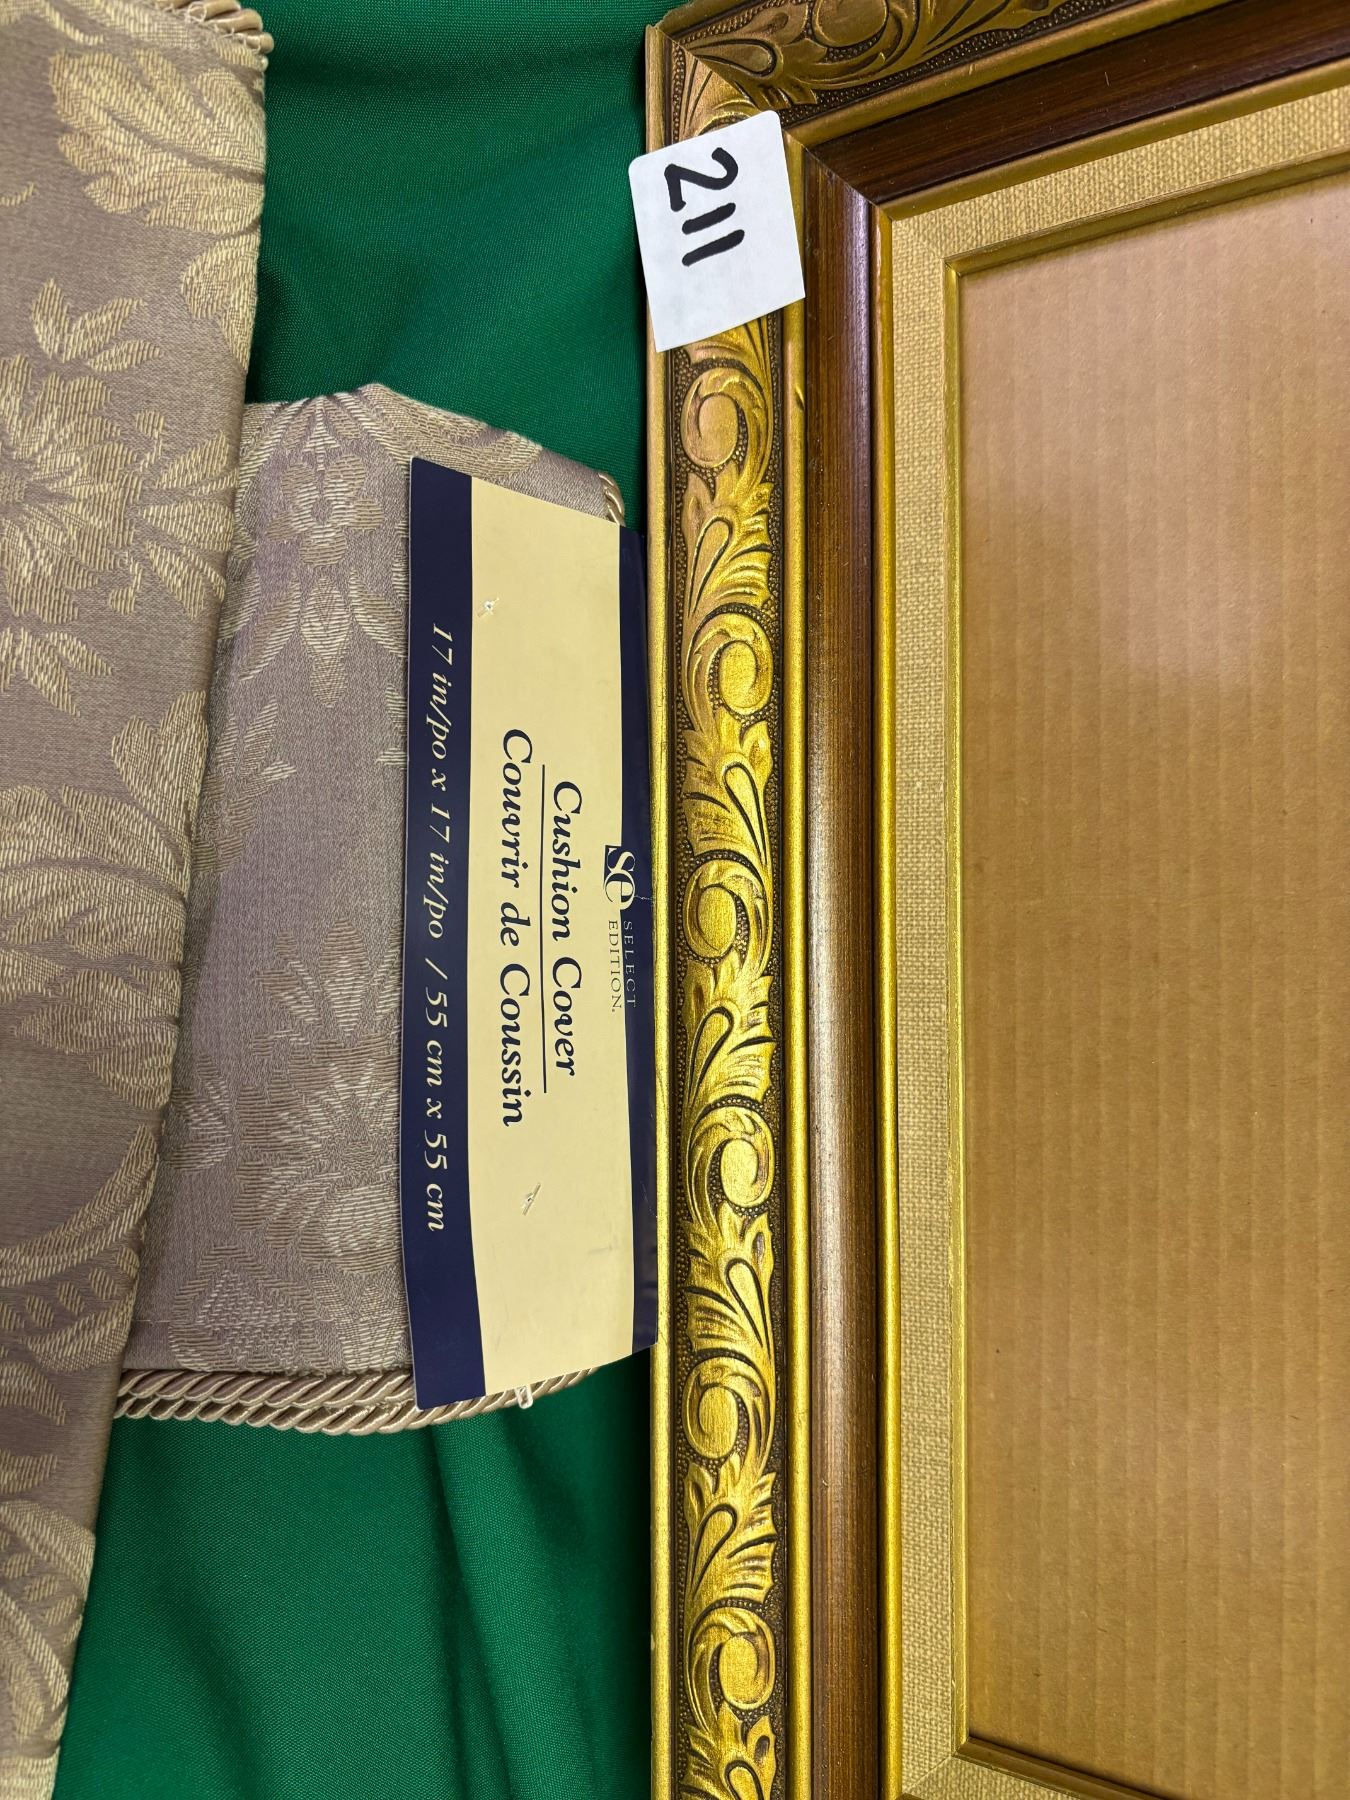 211
se SELECT
EDITION.
Cushion Cover
Couvrir de Coussin
17 in/po x 17 in/po / 55 cm x 55 cm